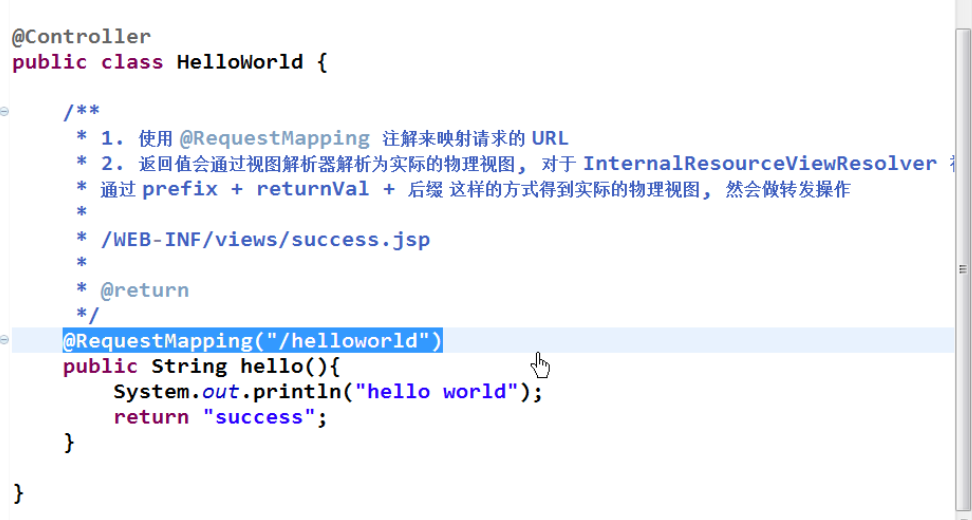 @Controller
public class HelloWorld {
/**
* 1. 使用 @RequestMapping 注解来映射请求的 URL
* 2. 返回值会通过视图解析器解析为实际的物理视图, 对于 InternalResourceViewResolver
* 通过 prefix + returnVal + 后缀 这样的方式得到实际的物理视图, 然会做转发操作
*
* /WEB-INF/views/success.jsp
*
* @return
*/
@RequestMapping("/helloworld")
public String hello(){
System.out.println("hello world");
return "success";
}
}